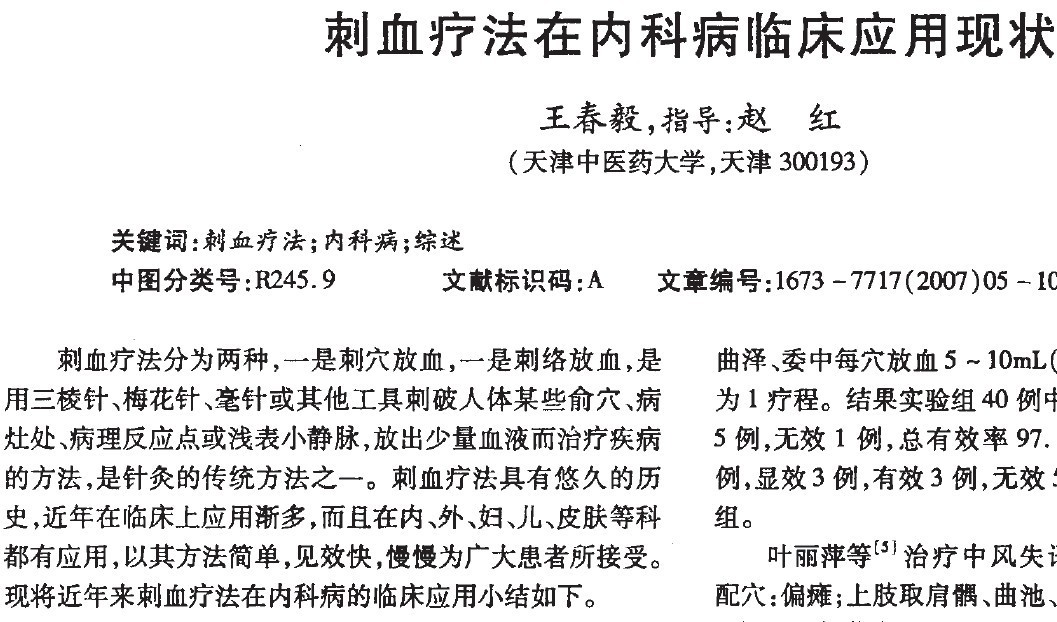 刺血疗法在内科病临床应用现状
王春毅,指导:赵 红
(天津中医药大学,天津 300193)
关键词:刺血疗法;内科病;综述
中图分类号:R245.9 文献标识码:A 文章编号:1673-7717(2007)05-10
刺血疗法分为两种,一是刺穴放血,一是刺络放血,是
用三棱针、梅花针、毫针或其他工具刺破人体某些俞穴、病
灶处、病理反应点或浅表小静脉,放出少量血液而治疗疾病
的方法,是针灸的传统方法之一。刺血疗法具有悠久的历
史,近年在临床上应用渐多,而且在内、外、妇、儿、皮肤等科
都有应用,以其方法简单,见效快,慢慢为广大患者所接受。
现将近年来刺血疗法在内科病的临床应用小结如下。
曲泽、委中每穴放血 5~10mL(
为 1 疗程。结果实验组 40 例中
5 例,无效 1 例,总有效率 97.
例,显效 3 例,有效 3 例,无效 5
组。
叶丽萍等[5]治疗中风失语
配穴:偏瘫;上肢取肩髃、曲池、